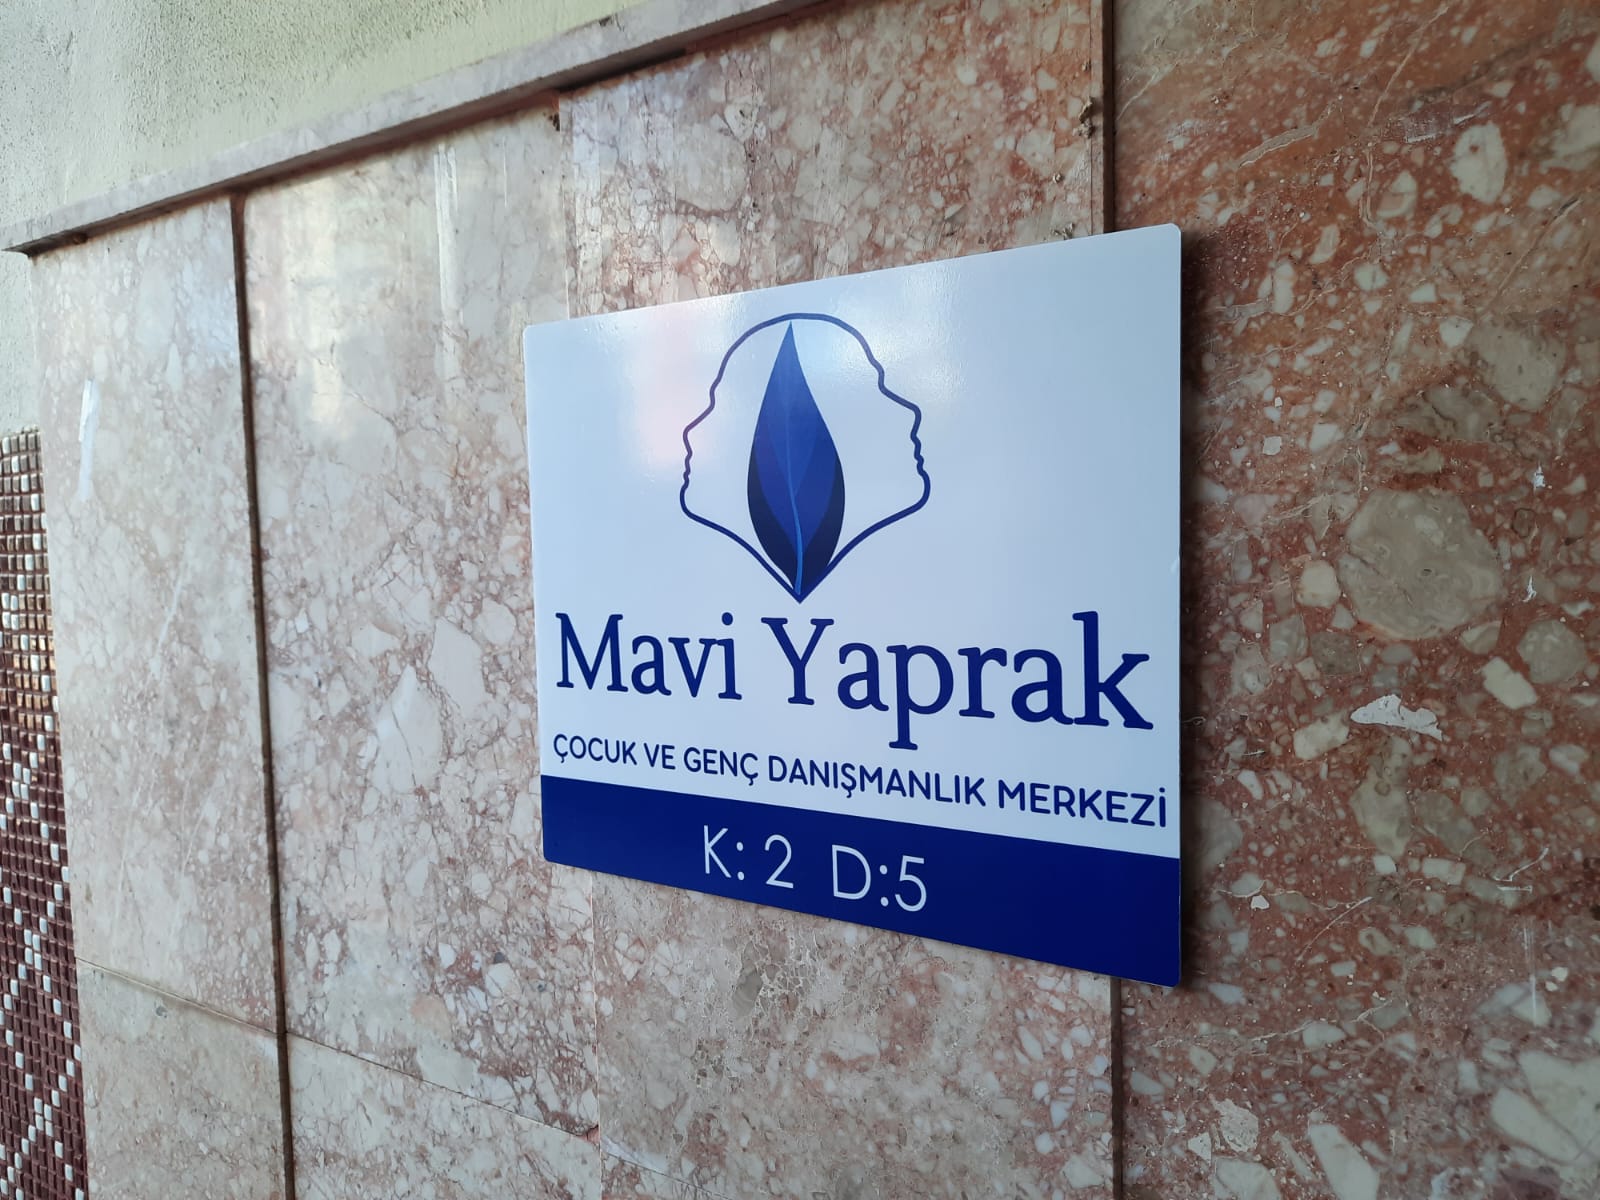 Mavi Yaprak
ÇOCUK VE GENÇ DANIŞMANLIK MERKEZİ
K: 2 D:5